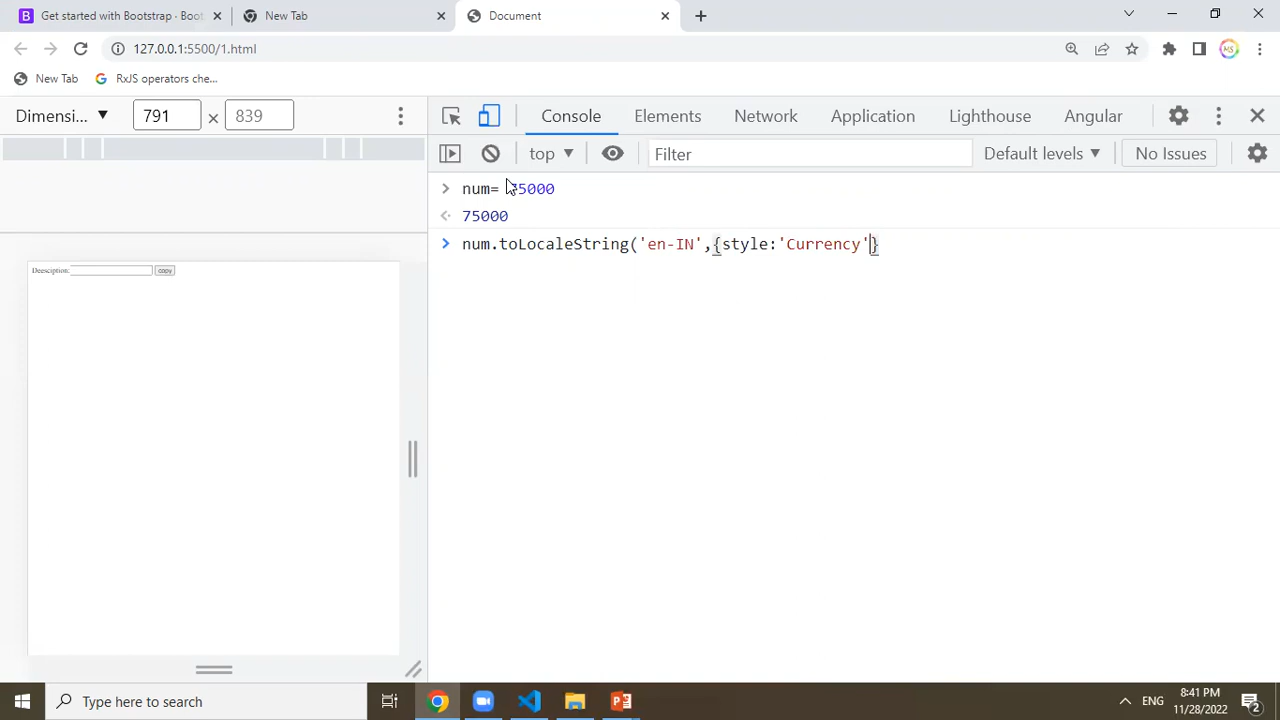 Get started with Bootstrap · Boot
New Tab
Document
127.0.0.1:5500/1.html
New Tab
RxJS operators che...
Dimensi...
791
×
839
Console
Elements
Network
Application
Lighthouse
Angular
top
Filter
Default levels
No Issues
num= 75000
75000
num.toLocaleString('en-IN',{style:'Currency'}
Deesciption:
copy
Type here to search
ENG
8:41 PM
11/28/2022
2